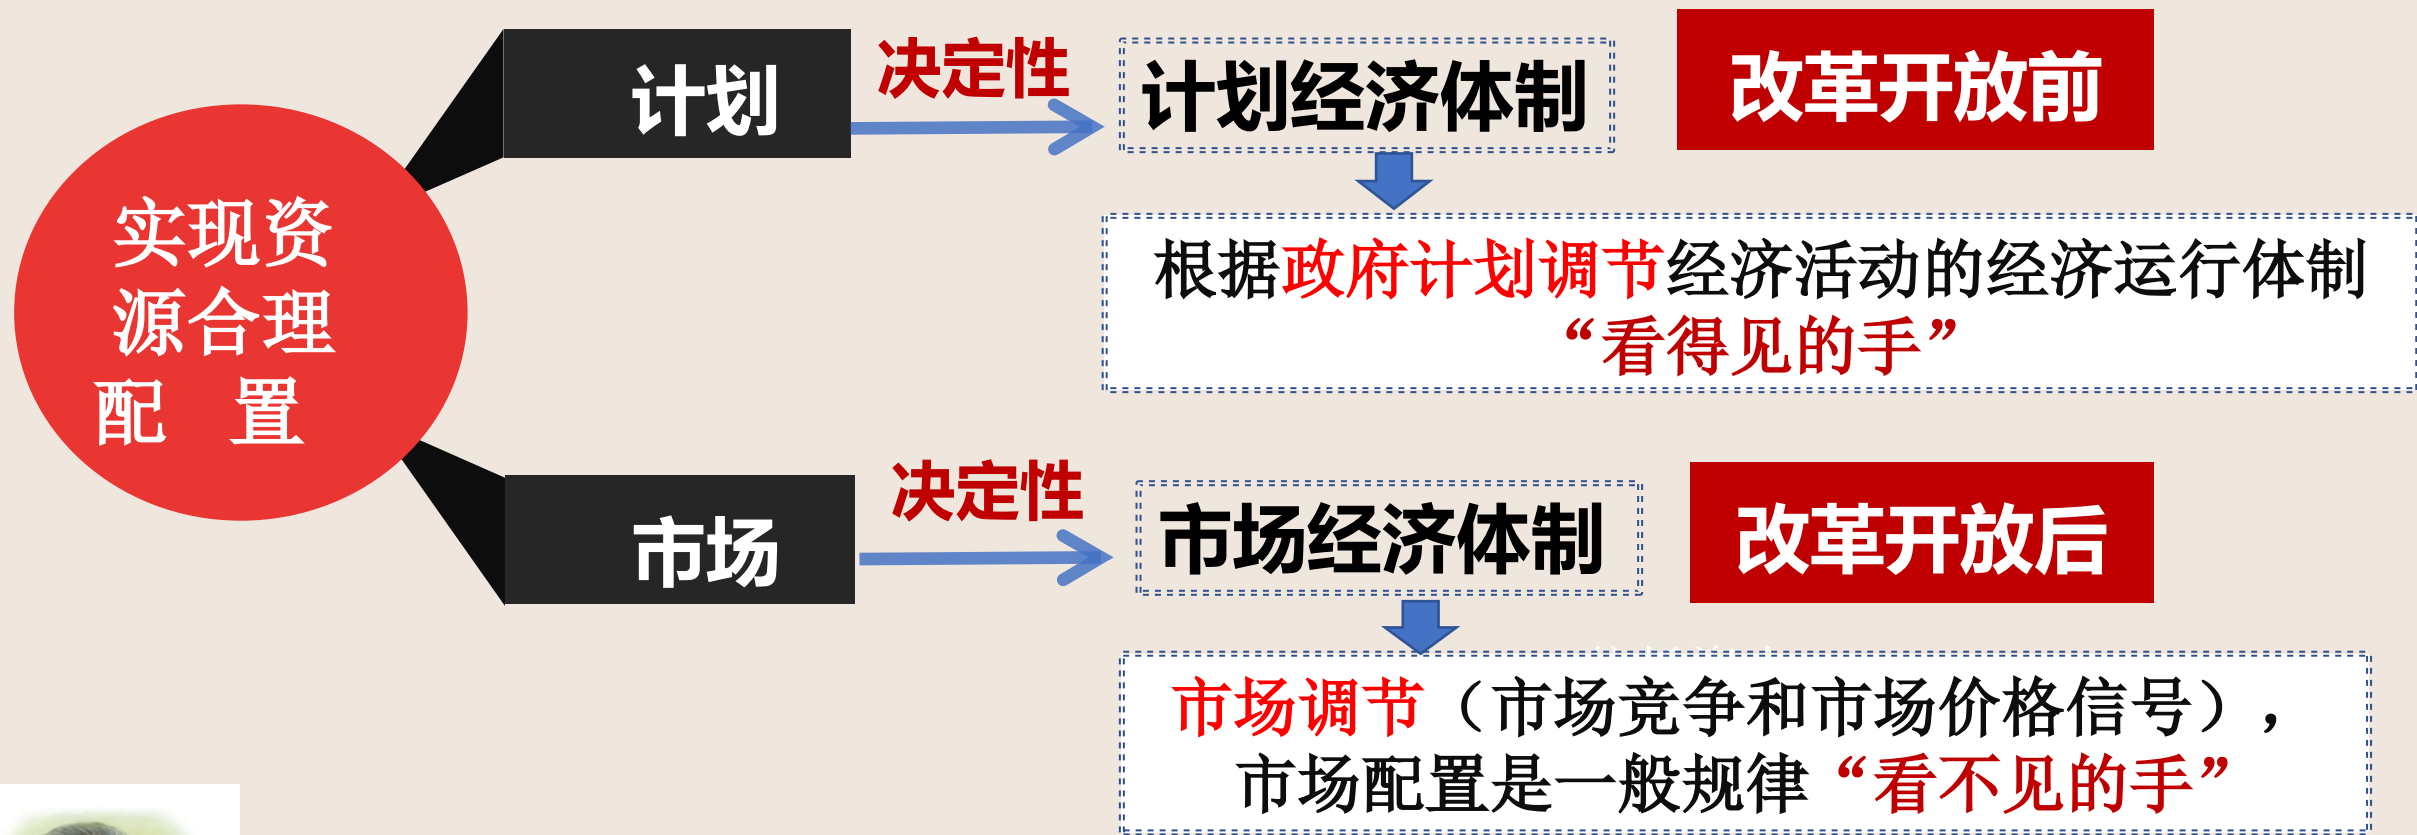 实现资
源合理
配 置
计划
决定性
计划经济体制
改革开放前
根据政府计划调节经济活动的经济运行体制
“看得见的手”
市场
决定性
市场经济体制
改革开放后
市场调节（市场竞争和市场价格信号），
市场配置是一般规律“看不见的手”